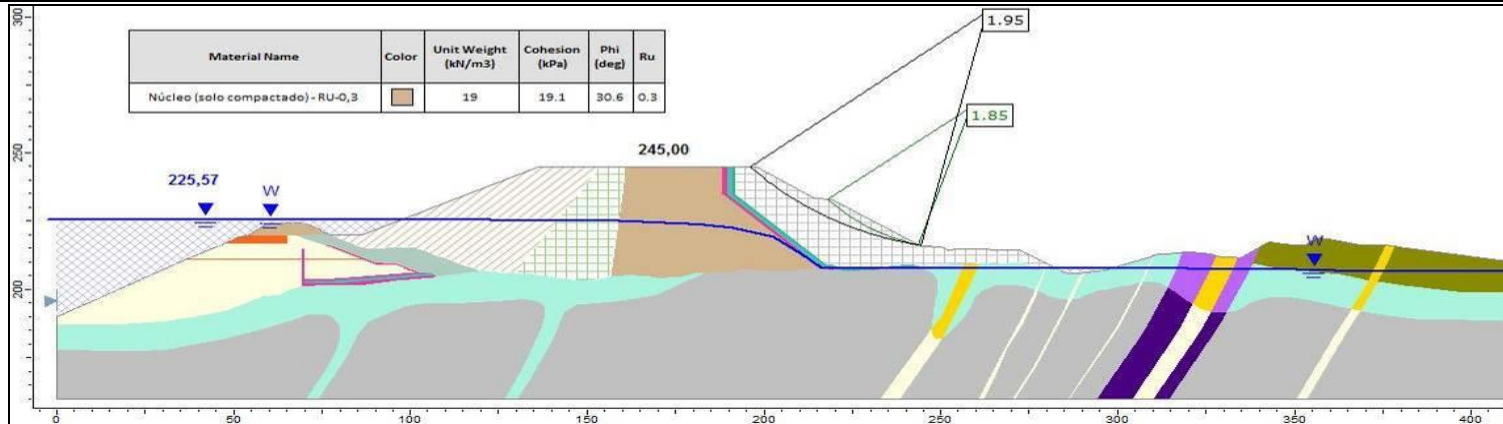 300
1.95
Material Name Color Unit Weight (kN/m3) Cohesion (kPa) Phi (deg) Ru
Núcleo (solo compactado) - RU-0,3 19 19.1 30.6 0.3
1.85
250
245,00
225,57
W
W
200
0 50 100 150 200 250 300 350 400